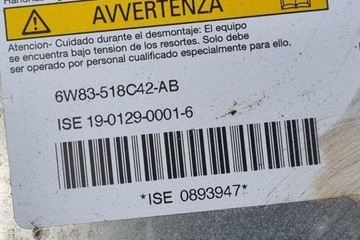 AVVERTENZA
Atencion- Cuidado durante el desmontaje: El equipo
se encuentra bajo tension de los resortes. Solo debe
ser operado por personal cualificado especialmente para ello.
6W83-518C42-AB
ISE 19-0129-0001-6
*ISE 0893947*